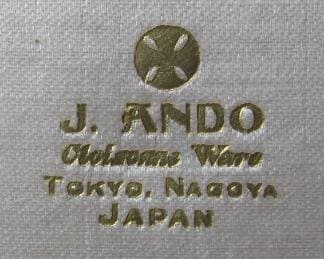 J. ANDO
Cloisonne Ware
TOKYO, NAGOYA
JAPAN